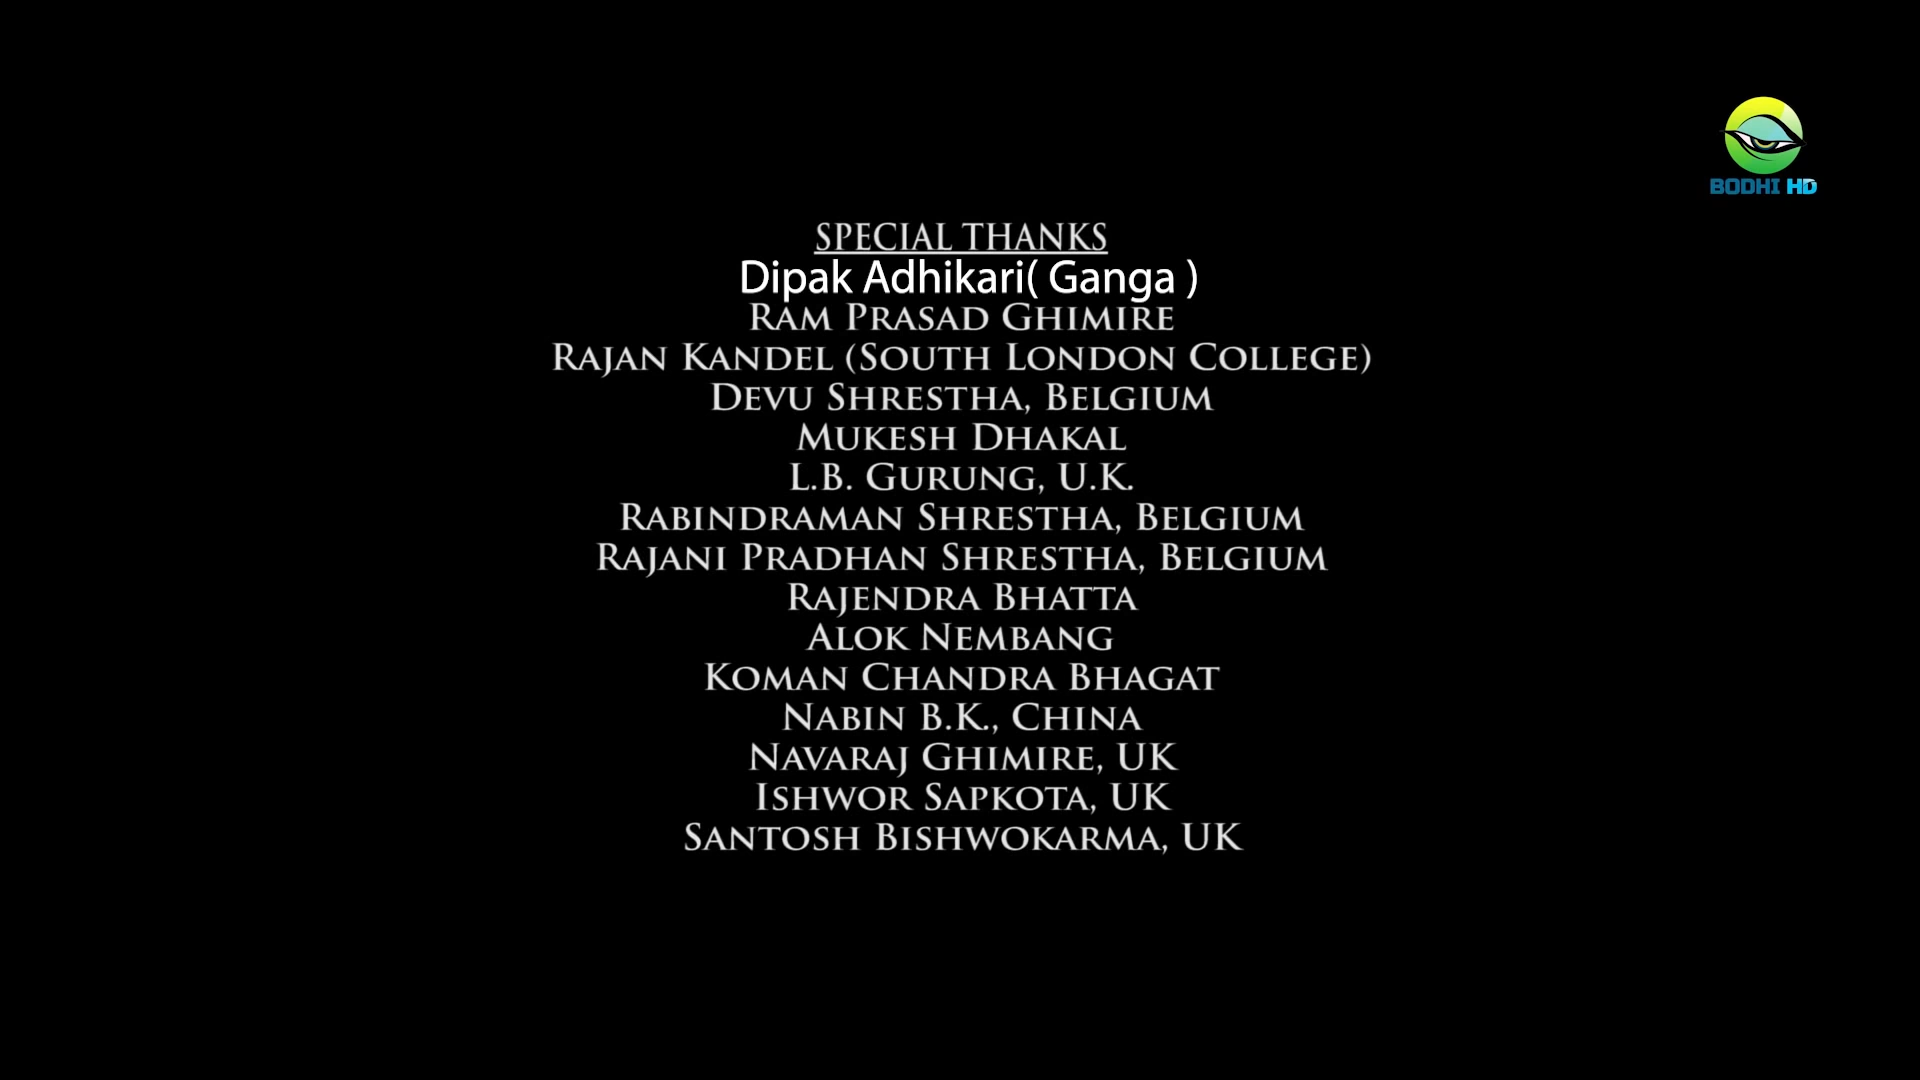 BODHI HD
SPECIAL THANKS
Dipak Adhikari( Ganga )
RAM PRASAD GHIMIRE
RAJAN KANDEL (SOUTH LONDON COLLEGE)
DEVU SHRESTHA, BELGIUM
MUKESH DHAKAL
L.B. GURUNG, U.K.
RABINDRAMAN SHRESTHA, BELGIUM
RAJANI PRADHAN SHRESTHA, BELGIUM
RAJENDRA BHATTA
ALOK NEMBANG
KOMAN CHANDRA BHAGAT
NABIN B.K., CHINA
NAVARAJ GHIMIRE, UK
ISHWOR SAPKOTA, UK
SANTOSH BISHWOKARMA, UK